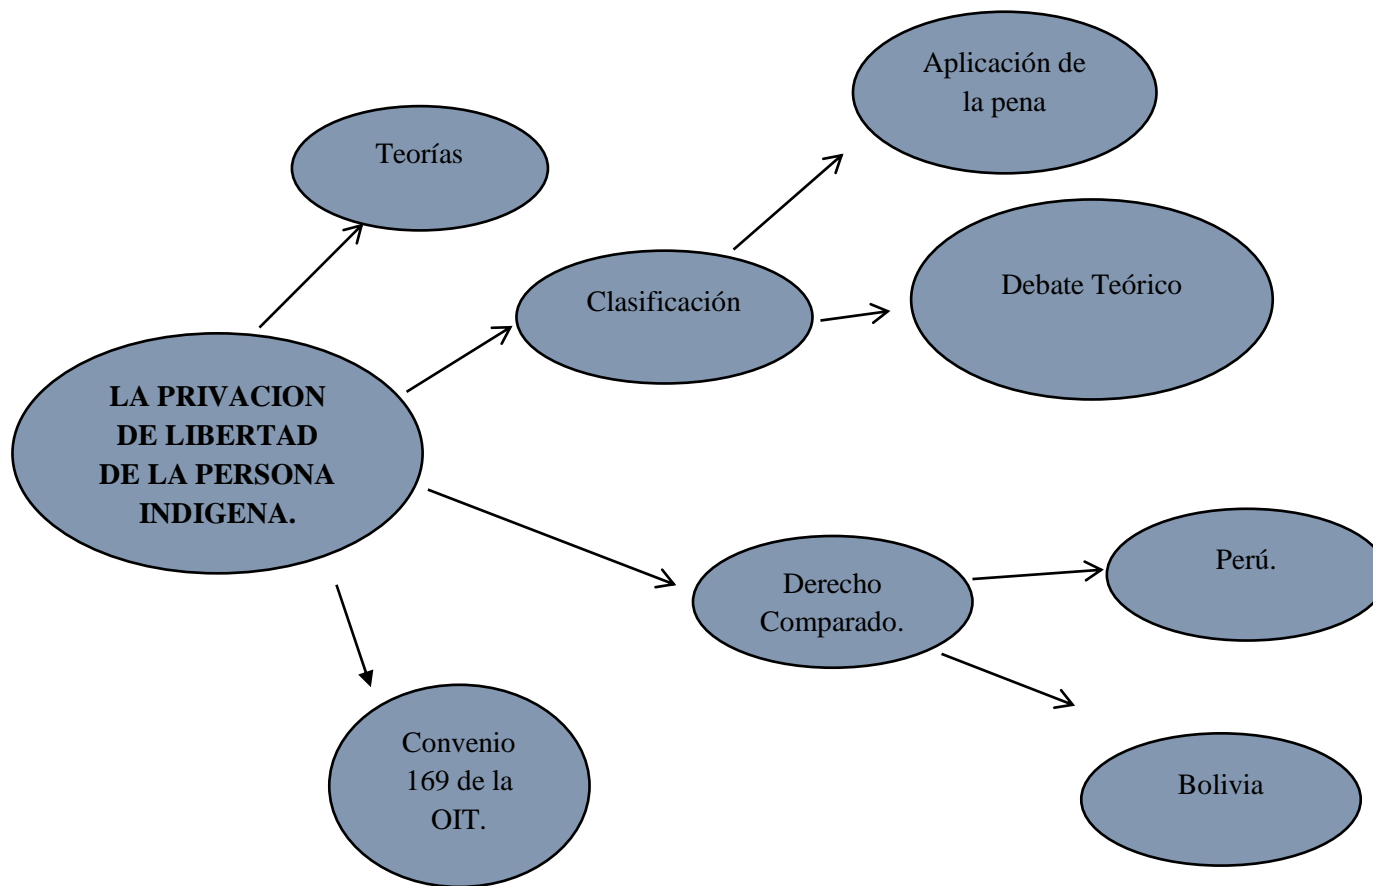 Aplicación de
la pena
Teorías
Clasificación
Debate Teórico
LA PRIVACION
DE LIBERTAD
DE LA PERSONA
INDIGENA.
Derecho
Comparado.
Perú.
Convenio
169 de la
OIT.
Bolivia